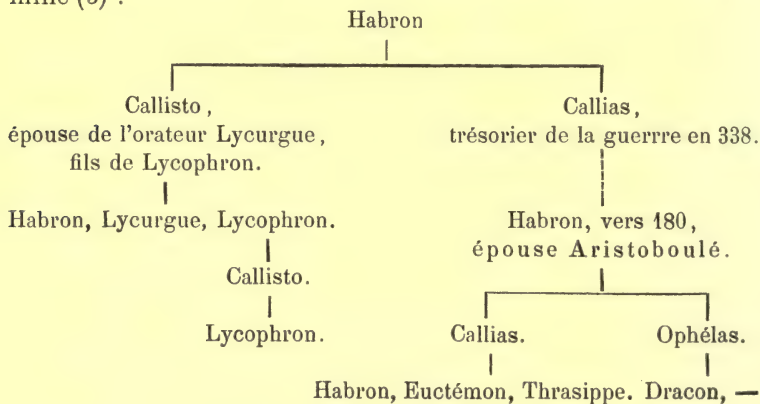 mille (3) :
Habron
Callisto,
épouse de l'orateur Lycurgue,
fils de Lycophron.
Callias,
trésorier de la guerrre en 338.
Habron, Lycurgue, Lycophron.
Habron, vers 180,
épouse Aristoboulé.
Callisto.
Lycophron.
Callias. Ophélas.
Habron, Euctémon, Thrasippe. Dracon, —